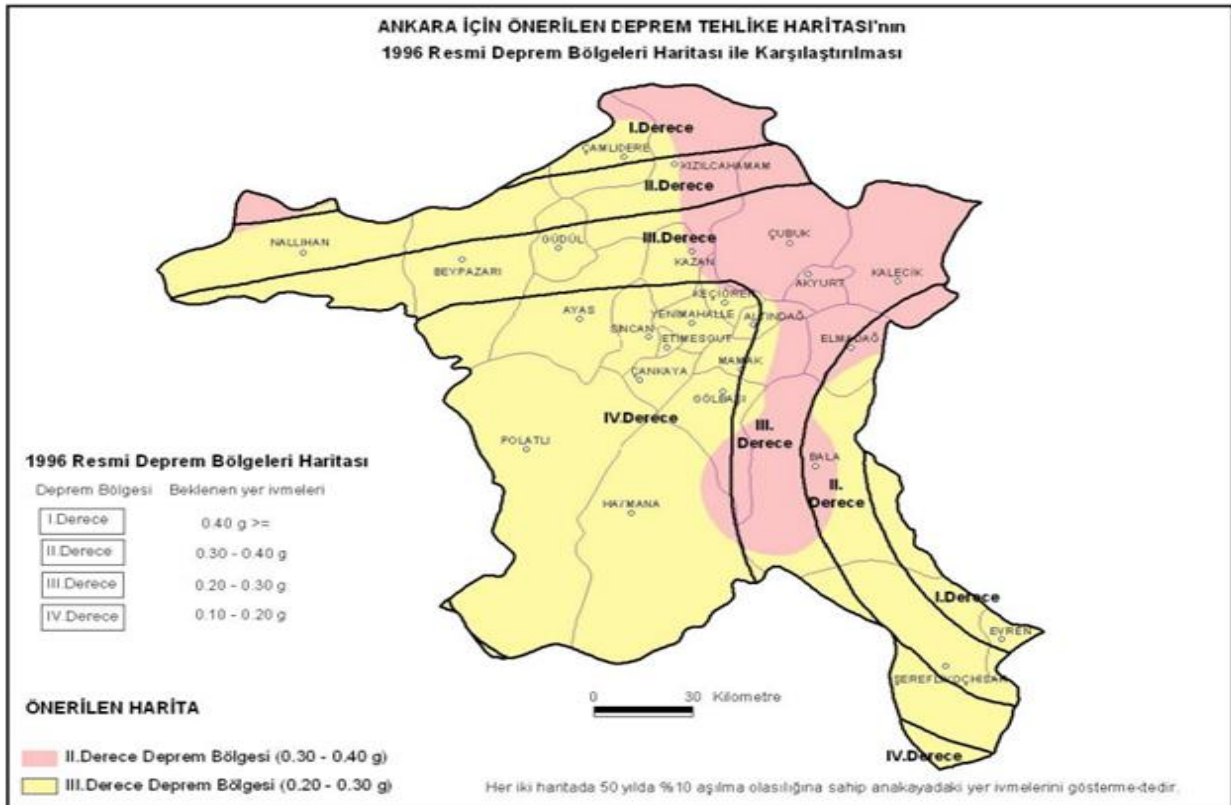 ANKARA İÇİN ÖNERİLEN DEPREM TEHLİKE HARİTASI'nın
1996 Resmi Deprem Bölgeleri Haritası ile Karşılaştırılması
I.Derece
ÇAMLIDERE
KIZILCAHAMAM
II.Derece
NALLIHAN
GÜDÜL
III.Derece
ÇUBUK
BEYPAZARI
KAZAN
AKYURT
KALECİK
KEÇİÖREN
AYAŞ
YENİMAHALLE
ALTINDAĞ
SİNCAN
ETİMESGUT
ELMADAĞ
MAMAK
ÇANKAYA
GÖLBAŞI
IV.Derece
III.
Derece
POLATLI
BALA
II.
Derece
HAYMANA
1996 Resmi Deprem Bölgeleri Haritası
Deprem Bölgesi Beklenen yer ivmeleri
I.Derece 0.40 g >=
II.Derece 0.30 - 0.40 g
III.Derece 0.20 - 0.30 g
IV.Derece 0.10 - 0.20 g
I.Derece
EVREN
ŞEREFLİKOÇHİSAR
IV.Derece
0 30 Kilometre
ÖNERİLEN HARİTA
II.Derece Deprem Bölgesi (0.30 - 0.40 g)
III.Derece Deprem Bölgesi (0.20 - 0.30 g)
Her iki haritada 50 yılda %10 aşılma olasılığına sahip anakayadaki yer ivmelerini göstermektedir.